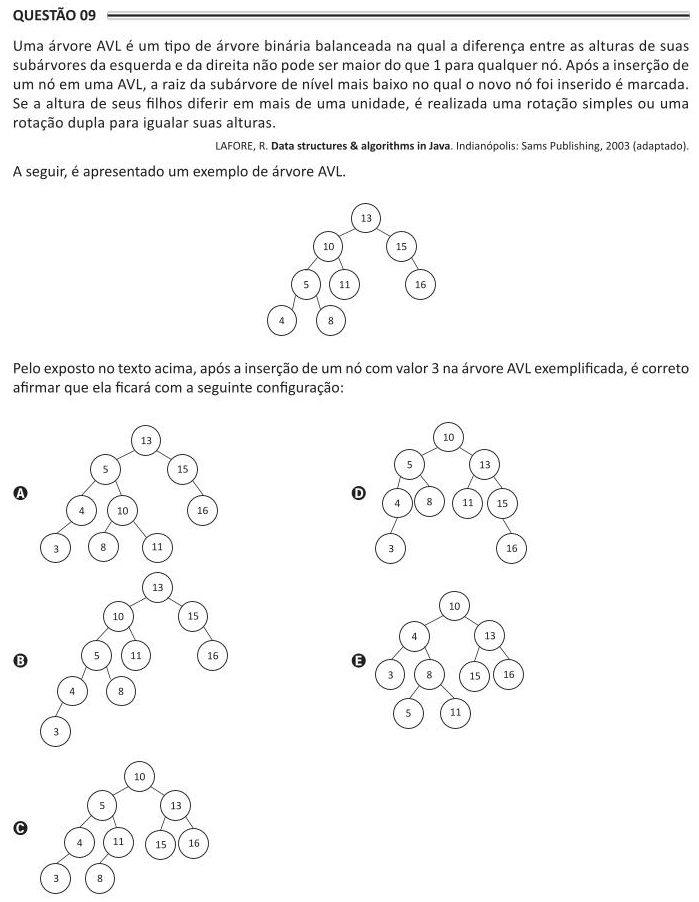 QUESTÃO 09
Uma árvore AVL é um tipo de árvore binária balanceada na qual a diferença entre as alturas de suas
subárvores da esquerda e da direita não pode ser maior do que 1 para qualquer nó. Após a inserção de
um nó em uma AVL, a raiz da subárvore de nível mais baixo no qual o novo nó foi inserido é marcada.
Se a altura de seus filhos diferir em mais de uma unidade, é realizada uma rotação simples ou uma
rotação dupla para igualar suas alturas.
LAFORE, R. Data structures & algorithms in Java. Indianópolis: Sams Publishing, 2003 (adaptado).
A seguir, é apresentado um exemplo de árvore AVL.
13
10 15
5 11 16
4 8
Pelo exposto no texto acima, após a inserção de um nó com valor 3 na árvore AVL exemplificada, é correto
afirmar que ela ficará com a seguinte configuração:
A
13
5 15
4 10 16
3 8 11
B
13
10 15
5 11 16
4 8
3
C
10
5 13
4 11 15 16
3 8
D
10
5 13
4 8 11 15
3 16
E
10
4 13
3 8 15 16
5 11